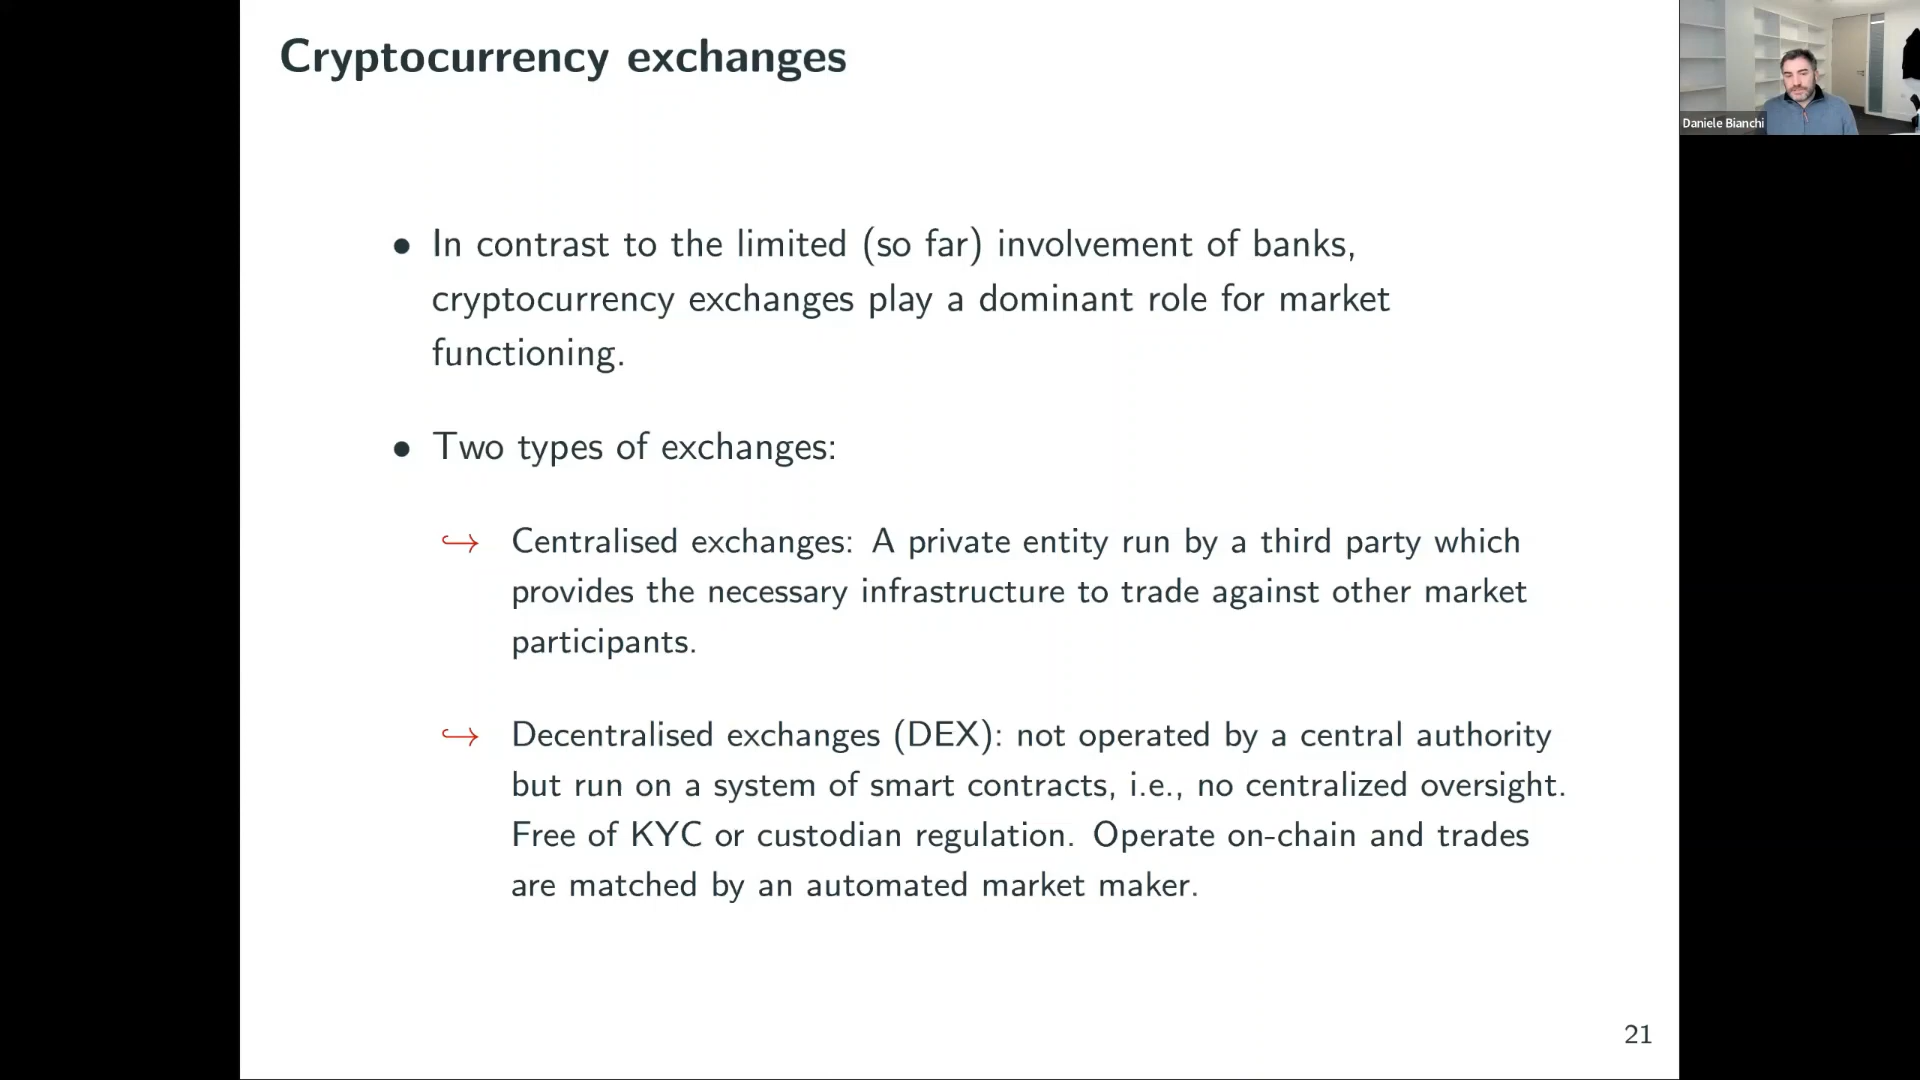 Cryptocurrency exchanges
Daniele Bianchi
• In contrast to the limited (so far) involvement of banks,
cryptocurrency exchanges play a dominant role for market
functioning.
• Two types of exchanges:
↪ Centralised exchanges: A private entity run by a third party which
provides the necessary infrastructure to trade against other market
participants.
↪ Decentralised exchanges (DEX): not operated by a central authority
but run on a system of smart contracts, i.e., no centralized oversight.
Free of KYC or custodian regulation. Operate on-chain and trades
are matched by an automated market maker.
21